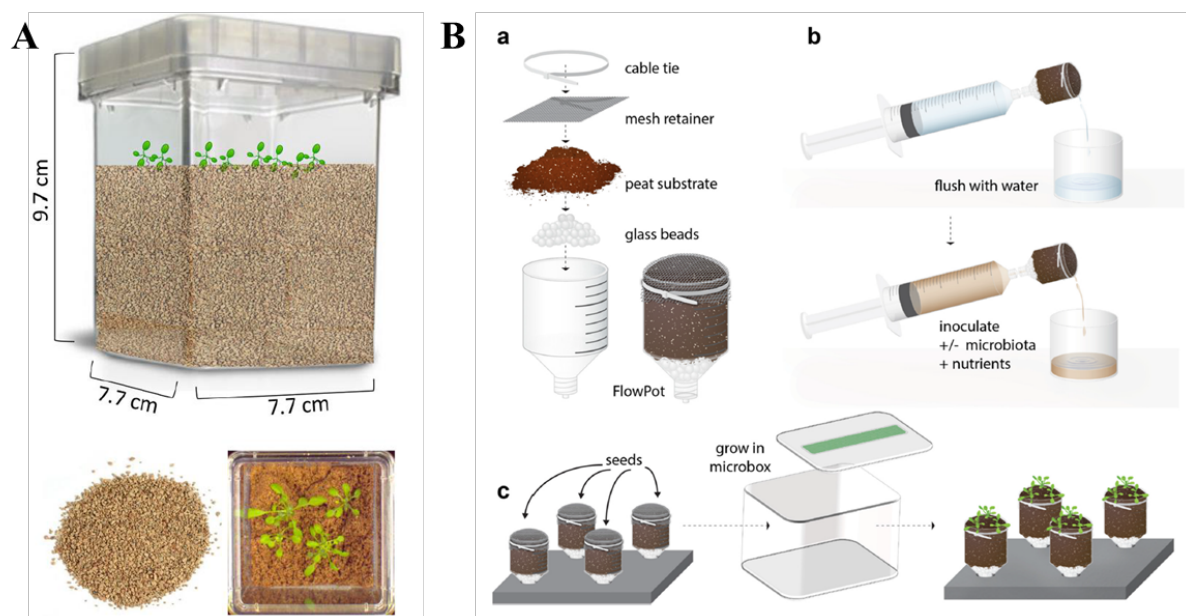 A
9.7 cm
7.7 cm
7.7 cm
B
a
cable tie
mesh retainer
peat substrate
glass beads
FlowPot
b
flush with water
inoculate
+/- microbiota
+ nutrients
c
seeds
grow in
microbox